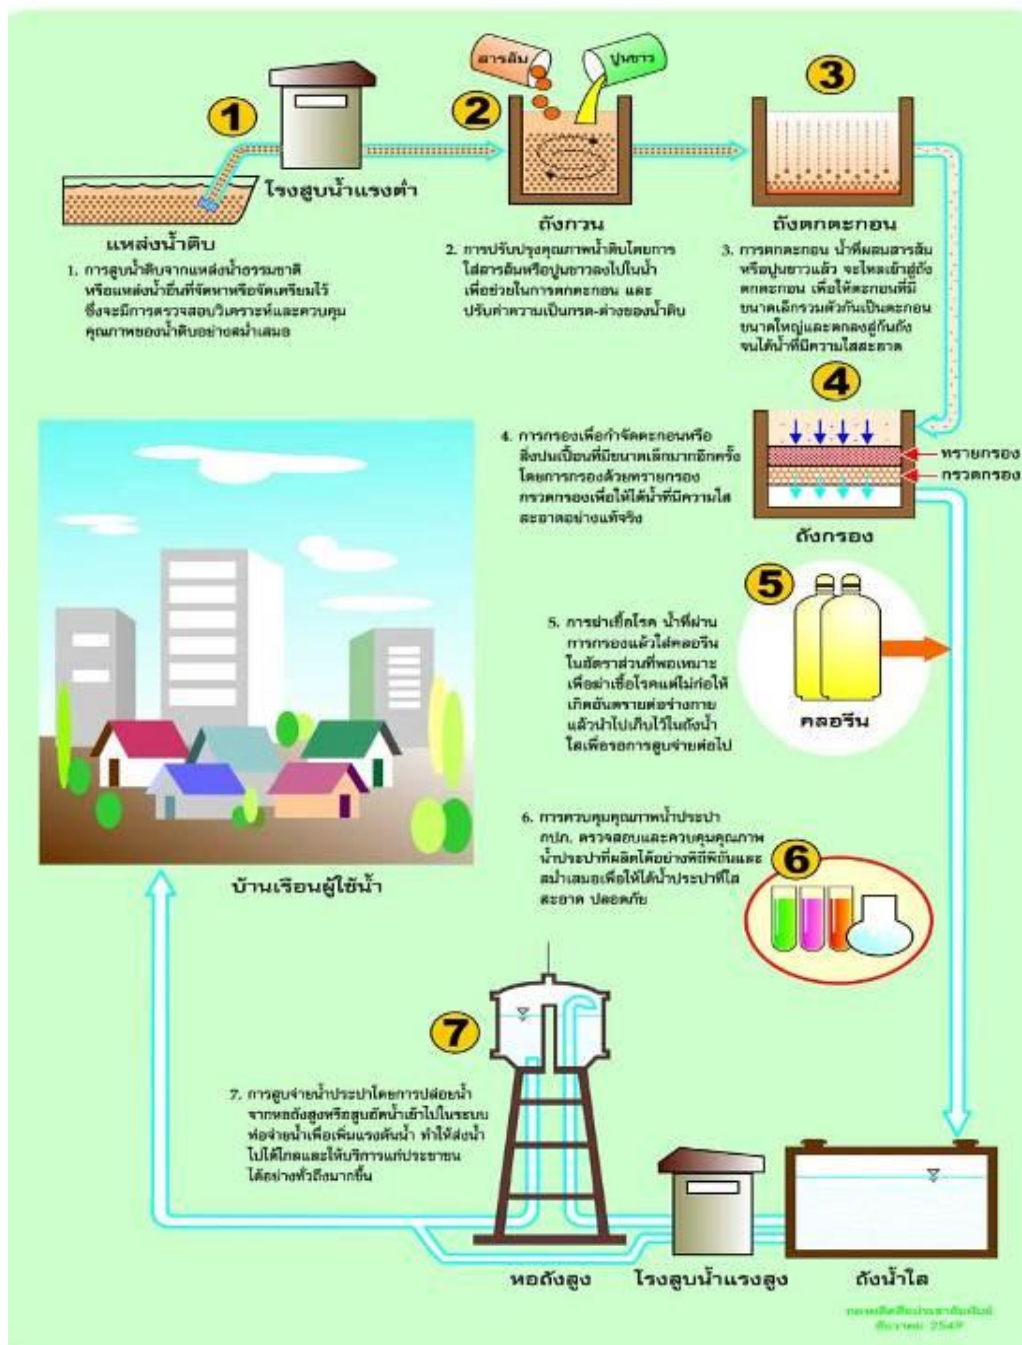 สารส้ม
ปูนขาว
1
2
3
โรงสูบน้ำแรงต่ำ
แหล่งน้ำดิบ
ถังกวน
ถังตกตะกอน
1. การสูบน้ำดิบจากแหล่งน้ำธรรมชาติ
หรือแหล่งน้ำอื่นที่จัดหาหรือจัดเตรียมไว้
ซึ่งจะมีการตรวจสอบวิเคราะห์และควบคุม
คุณภาพของน้ำดิบอย่างสม่ำเสมอ
2. การปรับปรุงคุณภาพน้ำดิบโดยการ
ใส่สารส้มหรือปูนขาวลงไปในน้ำ
เพื่อช่วยในการตกตะกอน และ
ปรับค่าความเป็นกรด-ด่างของน้ำดิบ
3. การตกตะกอน น้ำที่ผสมสารส้ม
หรือปูนขาวแล้ว จะไหลเข้าสู่ถัง
ตกตะกอน เพื่อให้ตะกอนที่มี
ขนาดเล็กรวมตัวกันเป็นตะกอน
ขนาดใหญ่และตกลงสู่ก้นถัง
จนได้น้ำที่มีความใสสะอาด
4
4. การกรองเพื่อกำจัดตะกอนหรือ
สิ่งปนเปื้อนที่มีขนาดเล็กมากอีกครั้ง
โดยการกรองด้วยทรายกรอง
กรวดกรองเพื่อให้ได้น้ำที่มีความใส
สะอาดอย่างแท้จริง
ทรายกรอง
กรวดกรอง
ถังกรอง
5
5. การฆ่าเชื้อโรค น้ำที่ผ่าน
การกรองแล้วใส่คลอรีน
ในอัตราส่วนที่พอเหมาะ
เพื่อฆ่าเชื้อโรคแต่ไม่ก่อให้
เกิดอันตรายต่อร่างกาย
แล้วนำไปเก็บไว้ในถังน้ำ
ใสเพื่อรอการสูบจ่ายต่อไป
คลอรีน
6. การควบคุมคุณภาพน้ำประปา
กปภ. ตรวจสอบและควบคุมคุณภาพ
น้ำประปาที่ผลิตได้อย่างพิถีพิถันและ
สม่ำเสมอเพื่อให้ได้น้ำประปาที่ใส
สะอาด ปลอดภัย
6
บ้านเรือนผู้ใช้น้ำ
7
7. การสูบจ่ายน้ำประปาโดยการปล่อยน้ำ
จากหอถังสูงหรือสูบอัดน้ำเข้าไปในระบบ
ท่อจ่ายน้ำเพื่อเพิ่มแรงดันน้ำ ทำให้ส่งน้ำ
ไปได้ไกลและให้บริการแก่ประชาชน
ได้อย่างทั่วถึงมากขึ้น
หอถังสูง
โรงสูบน้ำแรงสูง
ถังน้ำใส
กองผลิตสื่อประชาสัมพันธ์
ธันวาคม 2549